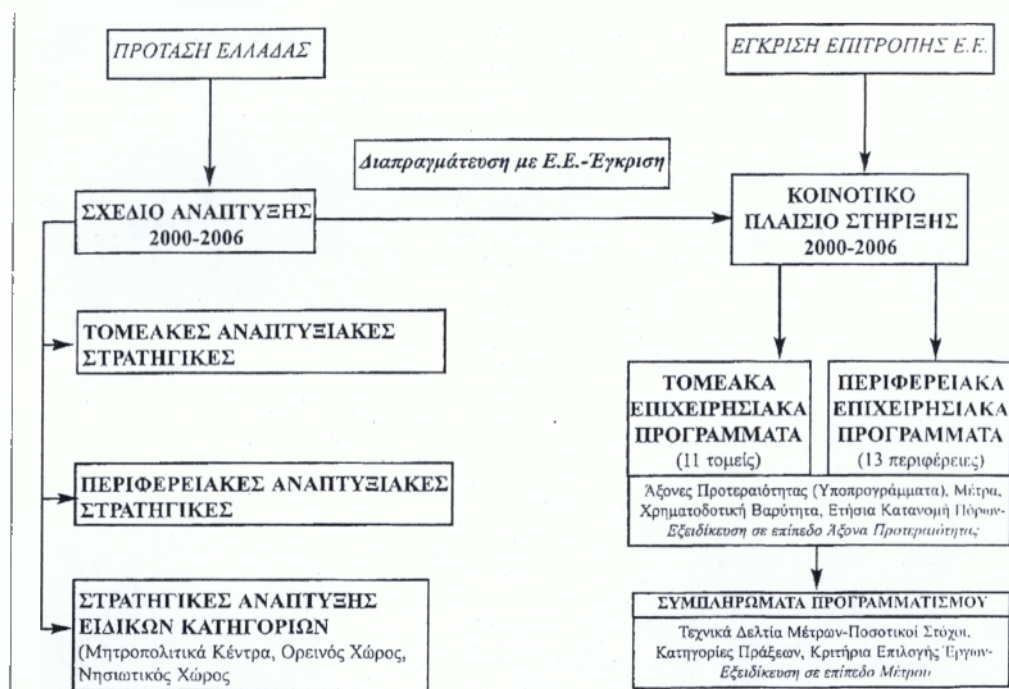 ΠΡΟΤΑΣΗ ΕΛΛΑΔΑΣ
ΕΓΚΡΙΣΗ ΕΠΙΤΡΟΠΗΣ Ε.Ε.
Διαπραγμάτευση με Ε.Ε.-Έγκριση
ΣΧΕΔΙΟ ΑΝΑΠΤΥΞΗΣ
2000-2006
ΚΟΙΝΟΤΙΚΟ
ΠΛΑΙΣΙΟ ΣΤΗΡΙΞΗΣ
2000-2006
ΤΟΜΕΑΚΕΣ ΑΝΑΠΤΥΞΙΑΚΕΣ
ΣΤΡΑΤΗΓΙΚΕΣ
ΠΕΡΙΦΕΡΕΙΑΚΕΣ ΑΝΑΠΤΥΞΙΑΚΕΣ
ΣΤΡΑΤΗΓΙΚΕΣ
ΣΤΡΑΤΗΓΙΚΕΣ ΑΝΑΠΤΥΞΗΣ
ΕΙΔΙΚΩΝ ΚΑΤΗΓΟΡΙΩΝ
(Μητροπολιτικά Κέντρα, Ορεινός Χώρος,
Νησιωτικός Χώρος)
ΤΟΜΕΑΚΑ
ΕΠΙΧΕΙΡΗΣΙΑΚΑ
ΠΡΟΓΡΑΜΜΑΤΑ
(11 τομείς)
ΠΕΡΙΦΕΡΕΙΑΚΑ
ΕΠΙΧΕΙΡΗΣΙΑΚΑ
ΠΡΟΓΡΑΜΜΑΤΑ
(13 περιφέρειες)
Άξονες Προτεραιότητας (Υποπρογράμματα), Μέτρα,
Χρηματοδοτική Βαρύτητα, Ετήσια Κατανομή Πόρων-
Εξειδίκευση σε επίπεδο Άξονα Προτεραιότητας
ΣΥΜΠΛΗΡΩΜΑΤΑ ΠΡΟΓΡΑΜΜΑΤΙΣΜΟΥ
Τεχνικά Δελτία Μέτρων-Ποσοτικοί Στόχοι,
Κατηγορίες Πράξεων, Κριτήρια Επιλογής Έργων-
Εξειδίκευση σε επίπεδο Μέτρου